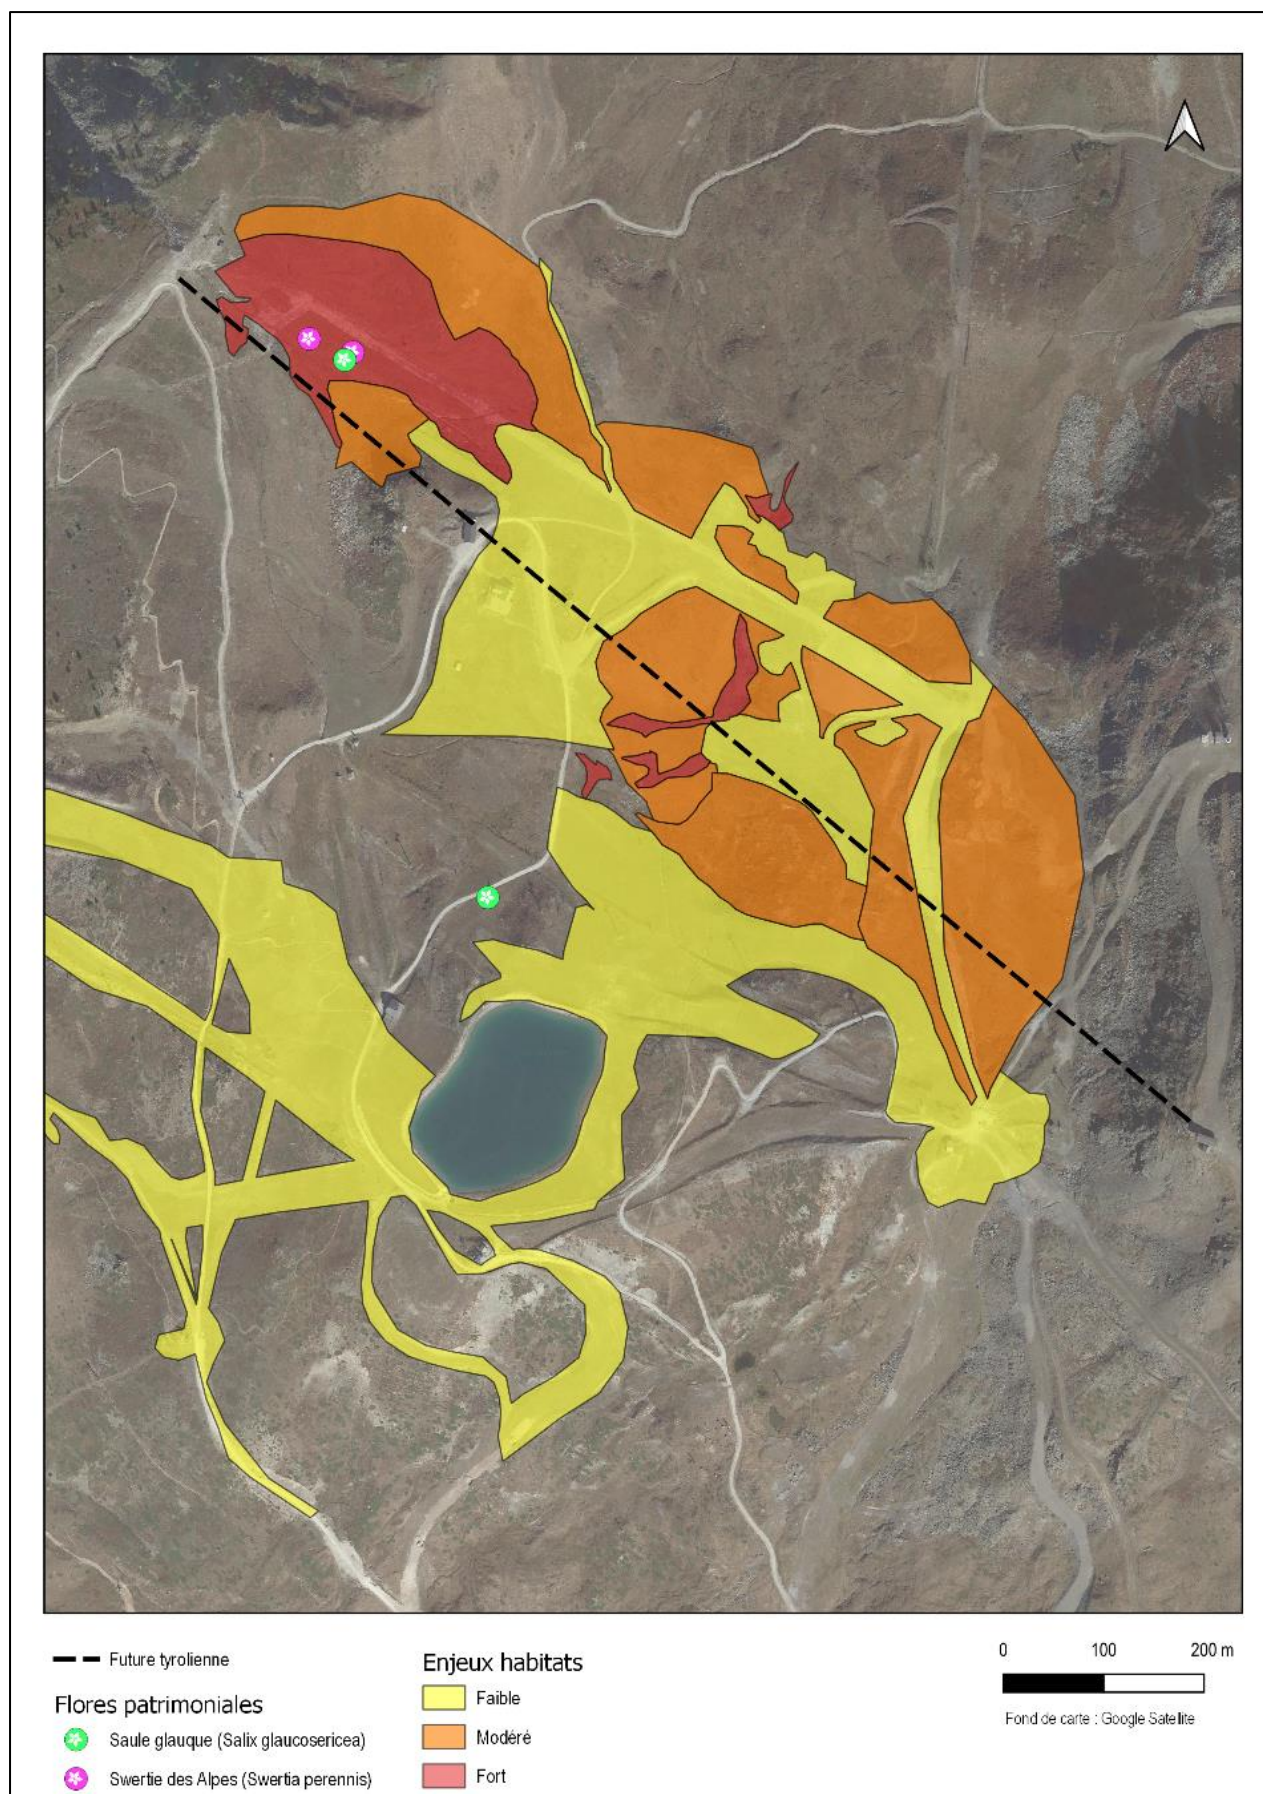 Future tyrolienne
Flores patrimoniales
Saule glauque (Salix glaucosericea)
Swertie des Alpes (Swertia perennis)
Enjeux habitats
Faible
Modéré
Fort
0 100 200 m
Fond de carte : Google Satellite